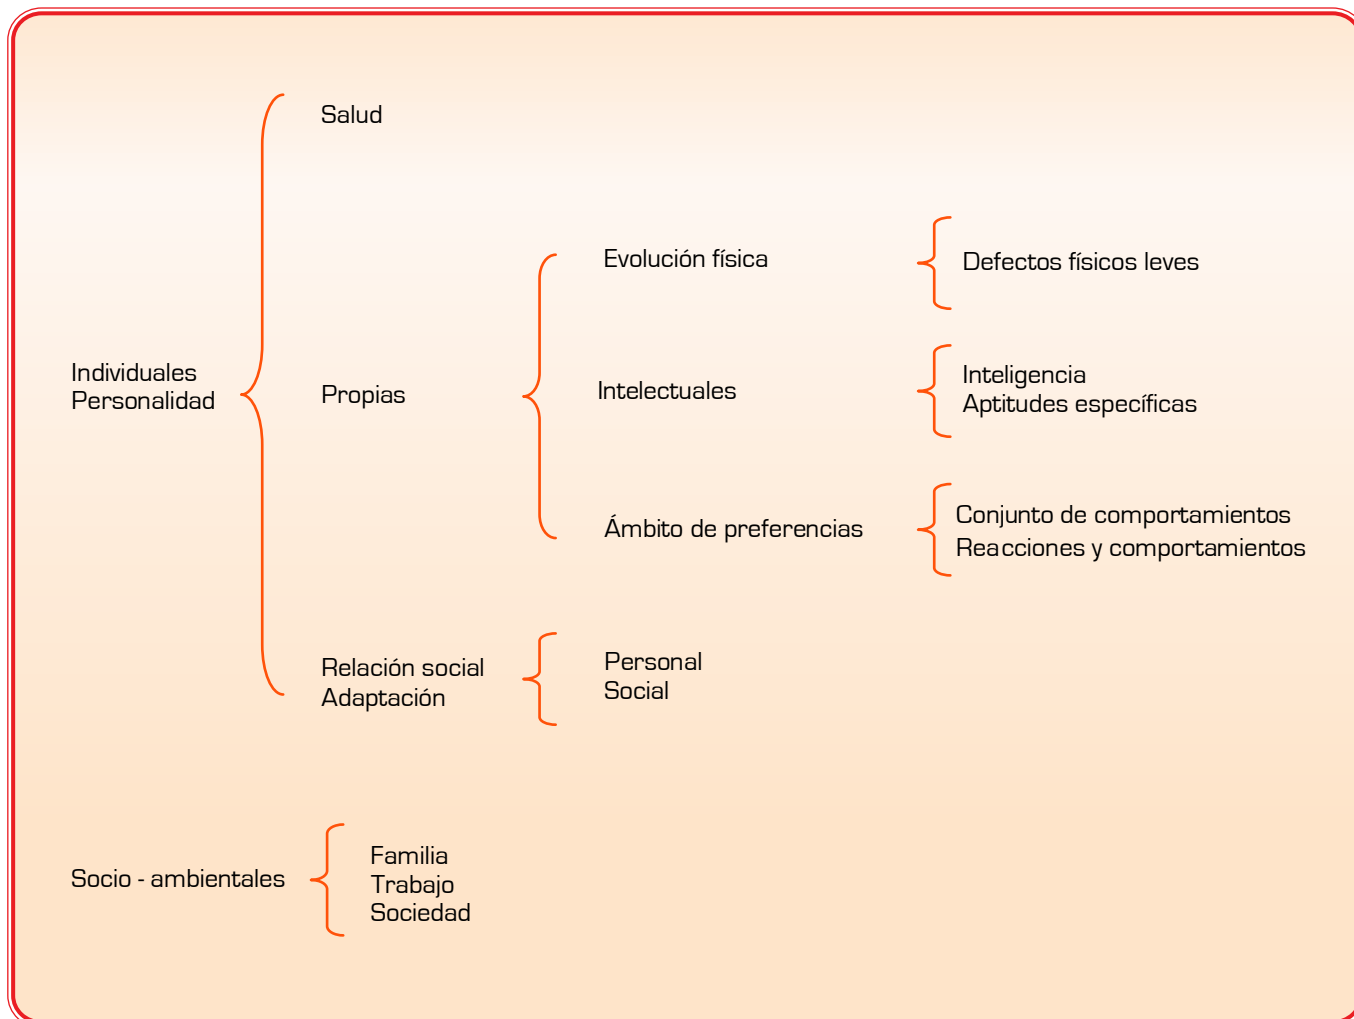 Salud
Evolución física
Defectos físicos leves
Individuales
Personalidad
Propias
Intelectuales
Inteligencia
Aptitudes específicas
Ámbito de preferencias
Conjunto de comportamientos
Reacciones y comportamientos
Relación social
Adaptación
Personal
Social
Socio - ambientales
Familia
Trabajo
Sociedad